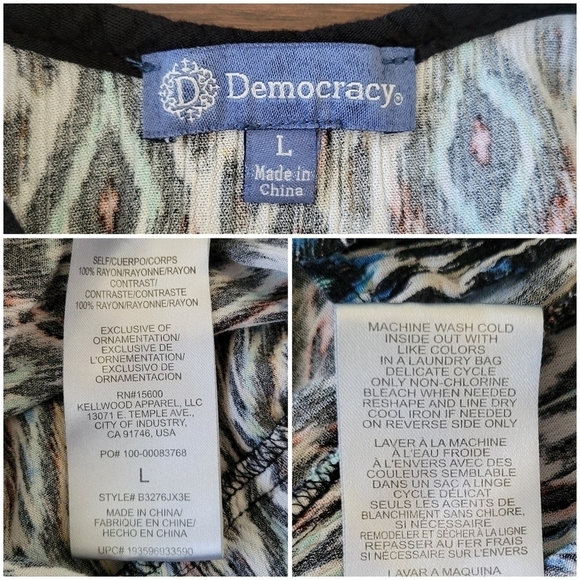 D Democracy®
L
Made in
China
SELF/CUERPO/CORPS
100% RAYON/RAYONNE/RAYON
CONTRAST/
CONTRASTE/CONTRASTE
100% RAYON/RAYONNE/RAYON
EXCLUSIVE OF
ORNAMENTATION/
EXCLUSIVE DE
L'ORNEMENTATION/
EXCLUSIVO DE
ORNAMENTACION
RN#15600
KELLWOOD APPAREL, LLC
13071 E. TEMPLE AVE.,
CITY OF INDUSTRY,
CA 91746, USA
PO# 100-00083768
L
STYLE# B3276JX3E
MADE IN CHINA/
FABRIQUE EN CHINE/
HECHO EN CHINA
UPC# 193596933590
MACHINE WASH COLD
INSIDE OUT WITH
LIKE COLORS
IN A LAUNDRY BAG
DELICATE CYCLE
ONLY NON-CHLORINE
BLEACH WHEN NEEDED
RESHAPE AND LINE DRY
COOL IRON IF NEEDED
ON REVERSE SIDE ONLY
LAVER À LA MACHINE
À L'EAU FROIDE
À L'ENVERS AVEC DES
COULEURS SEMBLABLE
DANS UN SAC A LINGE
CYCLE DÉLICAT
SEULS LES AGENTS DE
BLANCHIMENT SANS CHLORE,
SI NÉCESSAIRE
REMODELER ET SÉCHER À LA LIGNE
REPASSER AU FER FROID
SI NÉCESSAIRE SUR L'ENVERS
LAVAR A MAQUINA